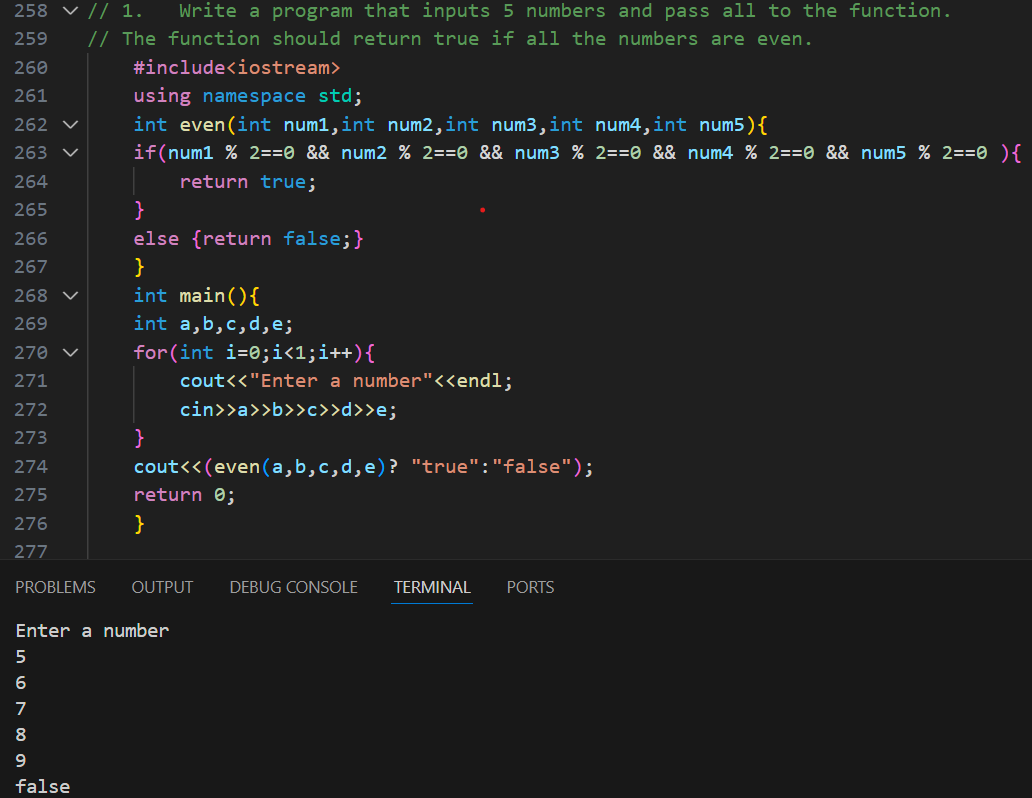 258 // 1.   Write a program that inputs 5 numbers and pass all to the function.
259 // The function should return true if all the numbers are even.
260     #include<iostream>
261     using namespace std;
262     int even(int num1,int num2,int num3,int num4,int num5){
263     if(num1 % 2==0 && num2 % 2==0 && num3 % 2==0 && num4 % 2==0 && num5 % 2==0 ){
264         return true;
265     }
266     else {return false;}
267     }
268     int main(){
269     int a,b,c,d,e;
270     for(int i=0;i<1;i++){
271         cout<<"Enter a number"<<endl;
272         cin>>a>>b>>c>>d>>e;
273     }
274     cout<<(even(a,b,c,d,e)? "true":"false");
275     return 0;
276     }
277
PROBLEMS OUTPUT DEBUG CONSOLE TERMINAL PORTS
Enter a number
5
6
7
8
9
false